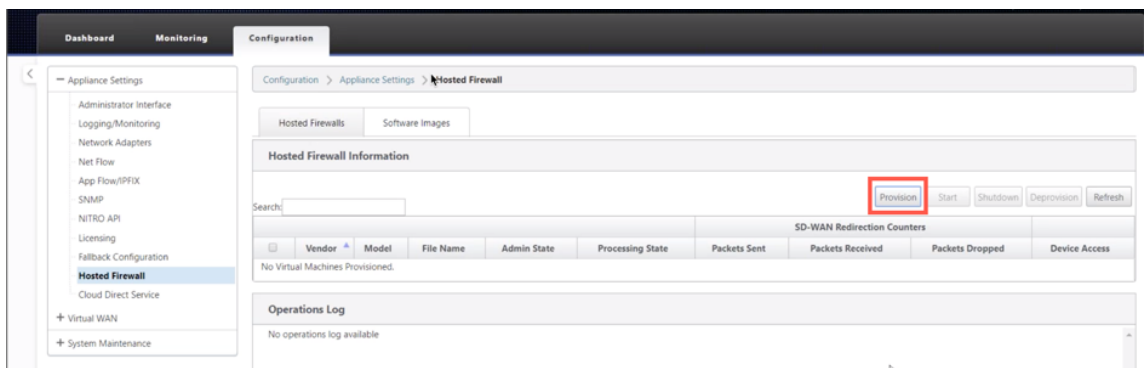 Dashboard Monitoring Configuration
Appliance Settings
Administrator Interface
Logging/Monitoring
Network Adapters
Net Flow
App Flow/IPFIX
SNMP
NITRO API
Licensing
Fallback Configuration
Hosted Firewall
Cloud Direct Service
+ Virtual WAN
+ System Maintenance
Configuration > Appliance Settings > Hosted Firewall
Hosted Firewalls Software Images
Hosted Firewall Information
Provision Start Shutdown Deprovision Refresh
Search:
SD-WAN Redirection Counters
Vendor Model File Name Admin State Processing State Packets Sent Packets Received Packets Dropped Device Access
No Virtual Machines Provisioned.
Operations Log
No operations log available